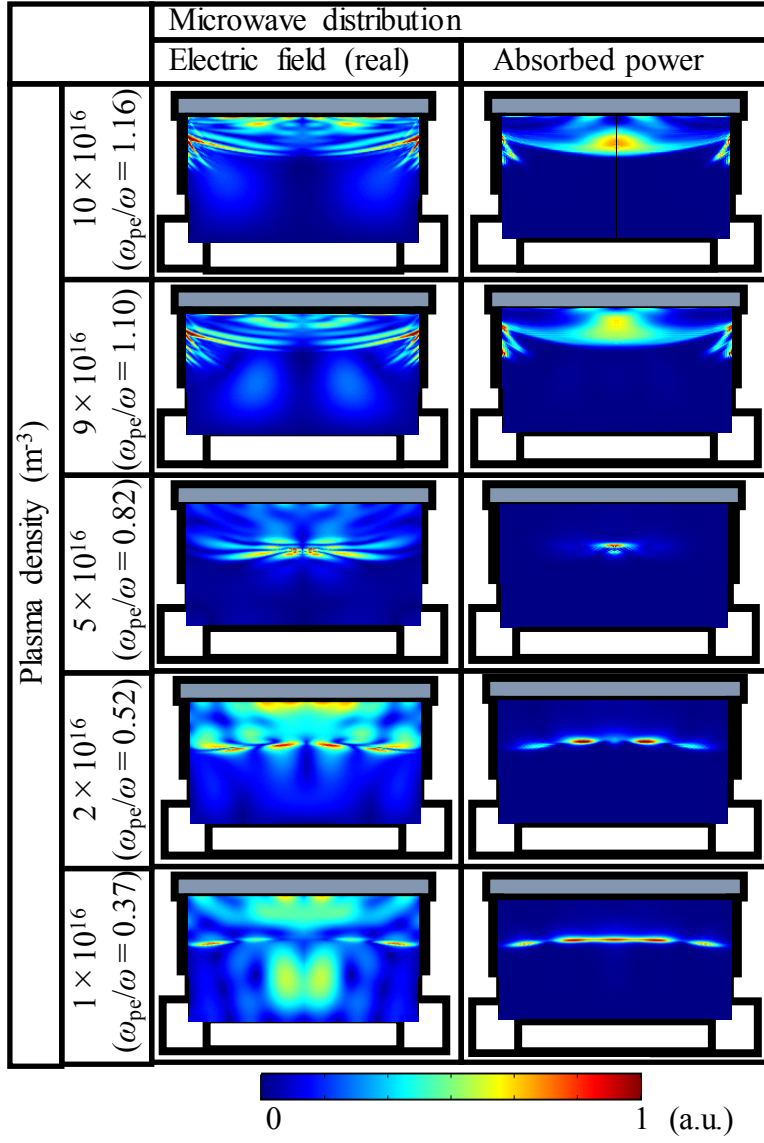 Microwave distribution
Electric field (real)
Absorbed power
Plasma density (m⁻³)
10×10¹⁶
(ωpe/ω = 1.16)
9×10¹⁶
(ωpe/ω = 1.10)
5×10¹⁶
(ωpe/ω = 0.82)
2×10¹⁶
(ωpe/ω = 0.52)
1×10¹⁶
(ωpe/ω = 0.37)
0
1
(a.u.)